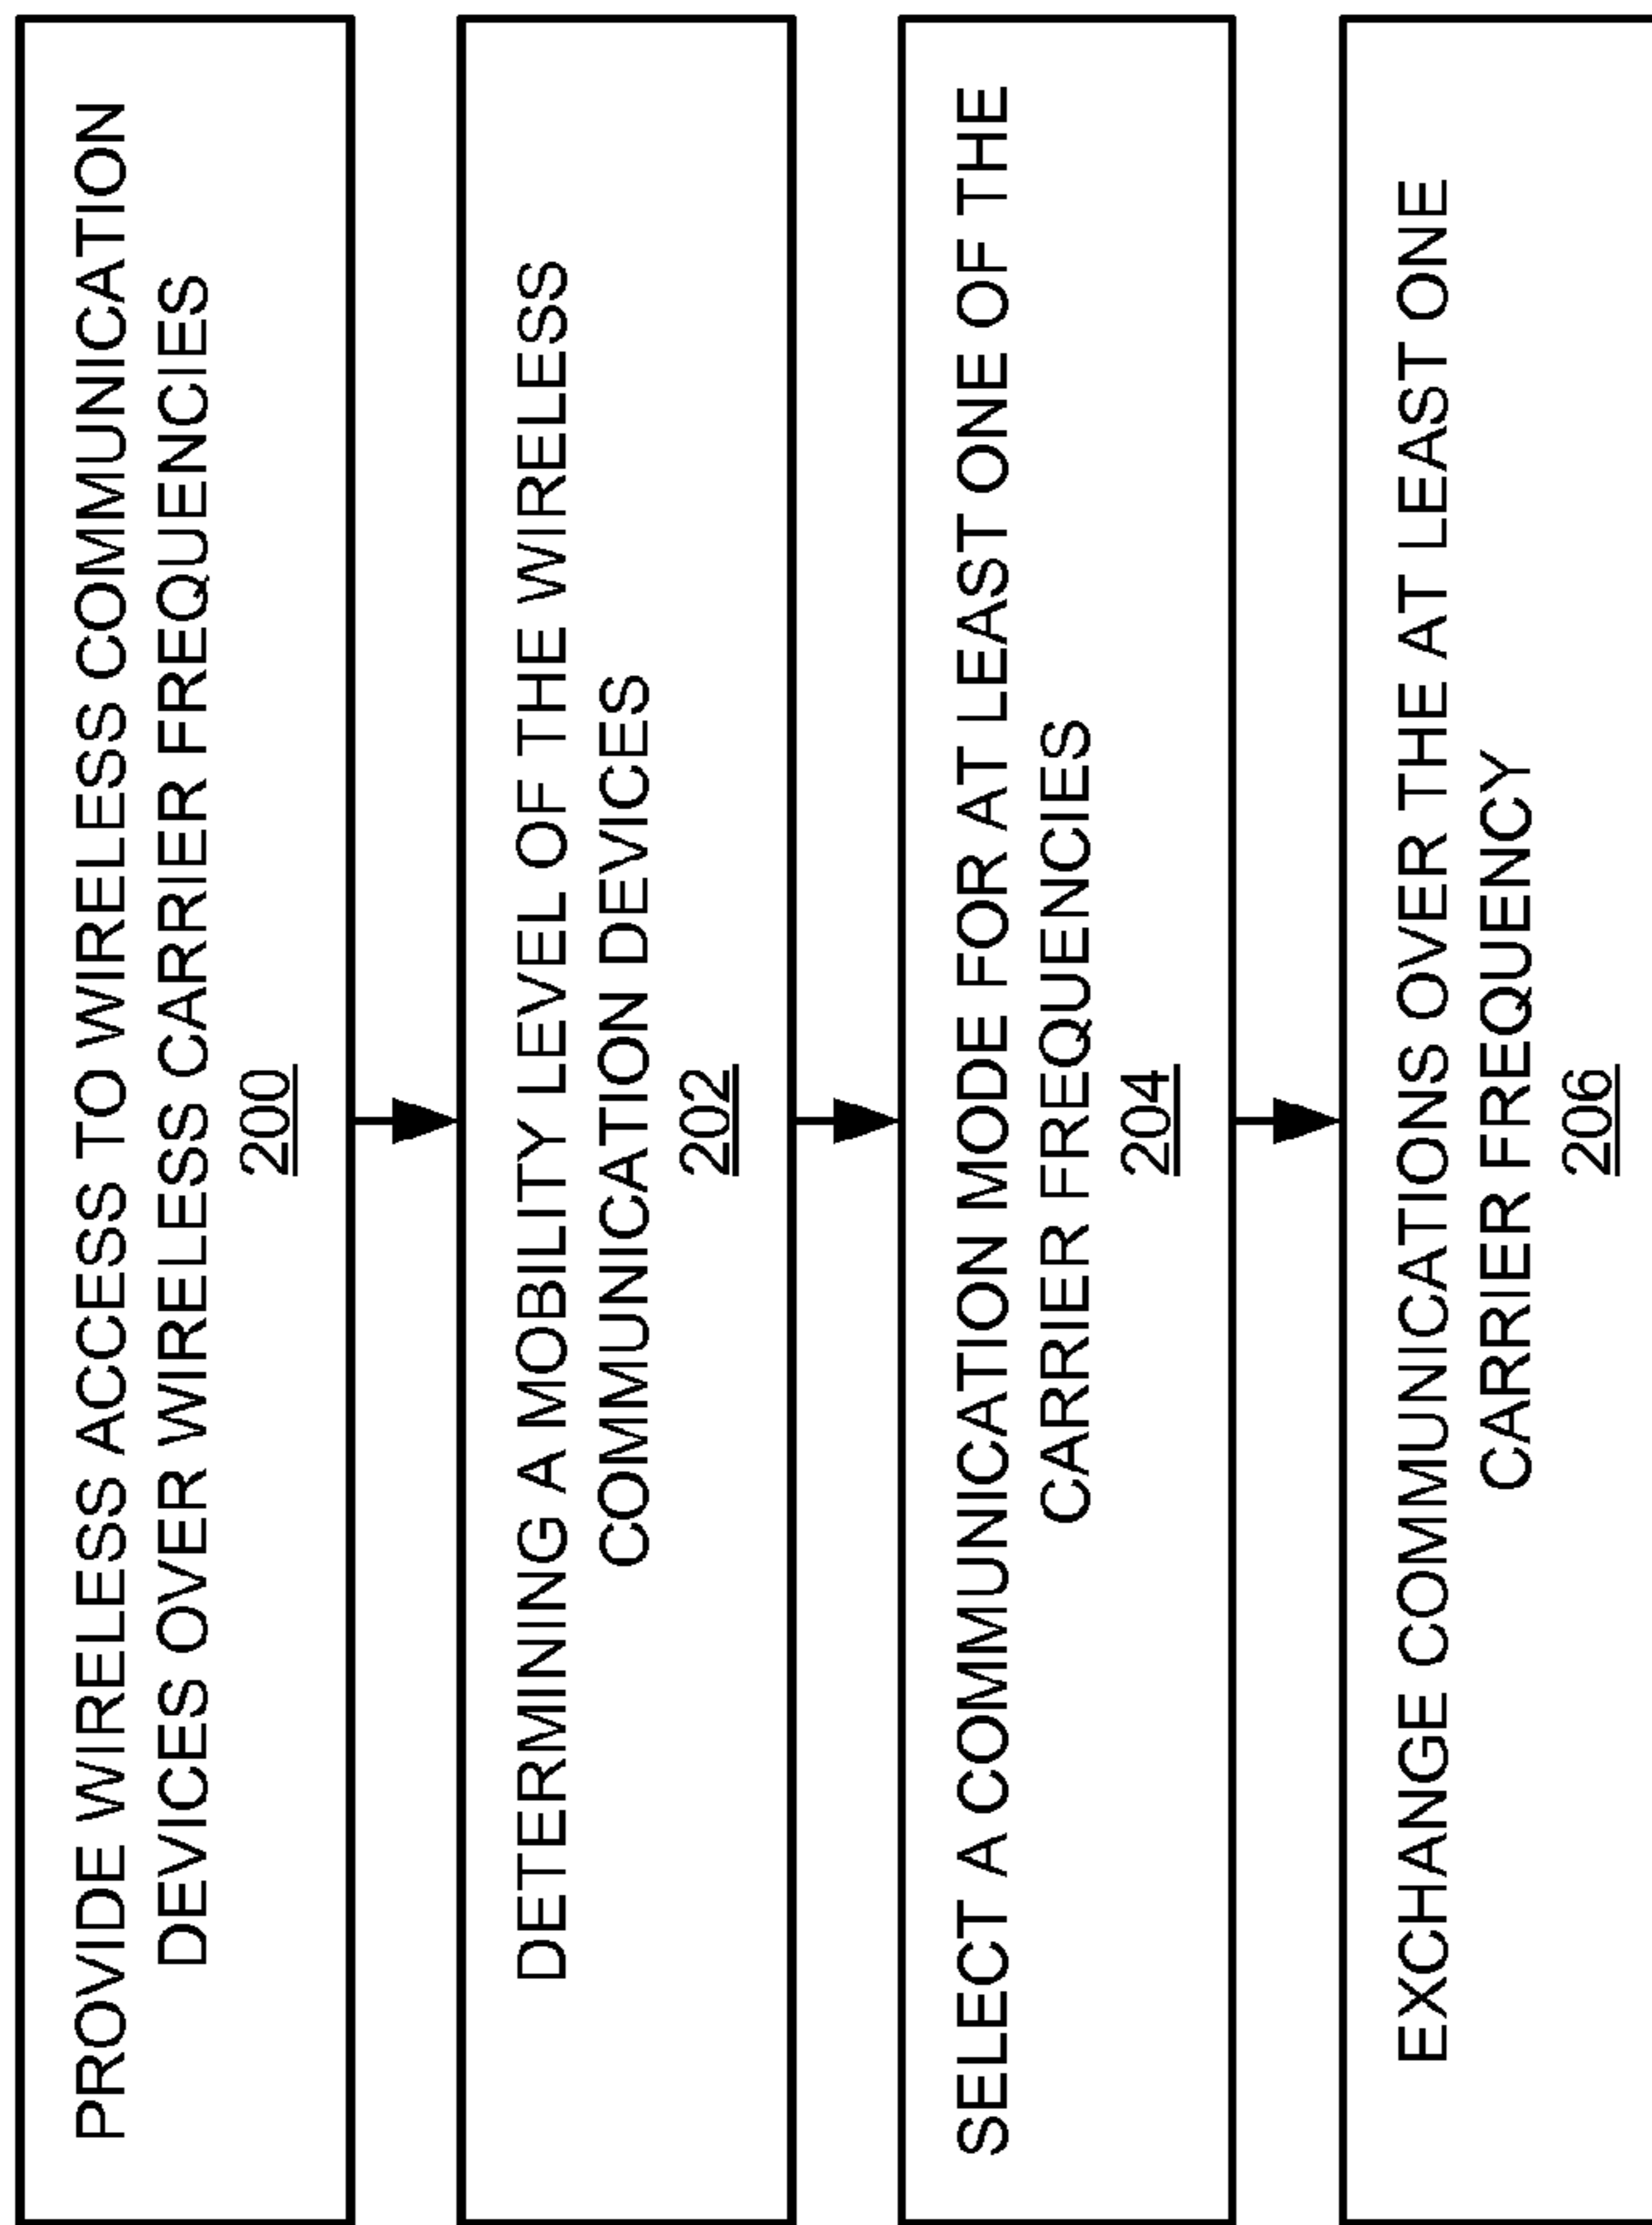 PROVIDE WIRELESS ACCESS TO WIRELESS COMMUNICATION
DEVICES OVER WIRELESS CARRIER FREQUENCIES
200
DETERMINING A MOBILITY LEVEL OF THE WIRELESS
COMMUNICATION DEVICES
202
SELECT A COMMUNICATION MODE FOR AT LEAST ONE OF THE
CARRIER FREQUENCIES
204
EXCHANGE COMMUNICATIONS OVER THE AT LEAST ONE
CARRIER FREQUENCY
206